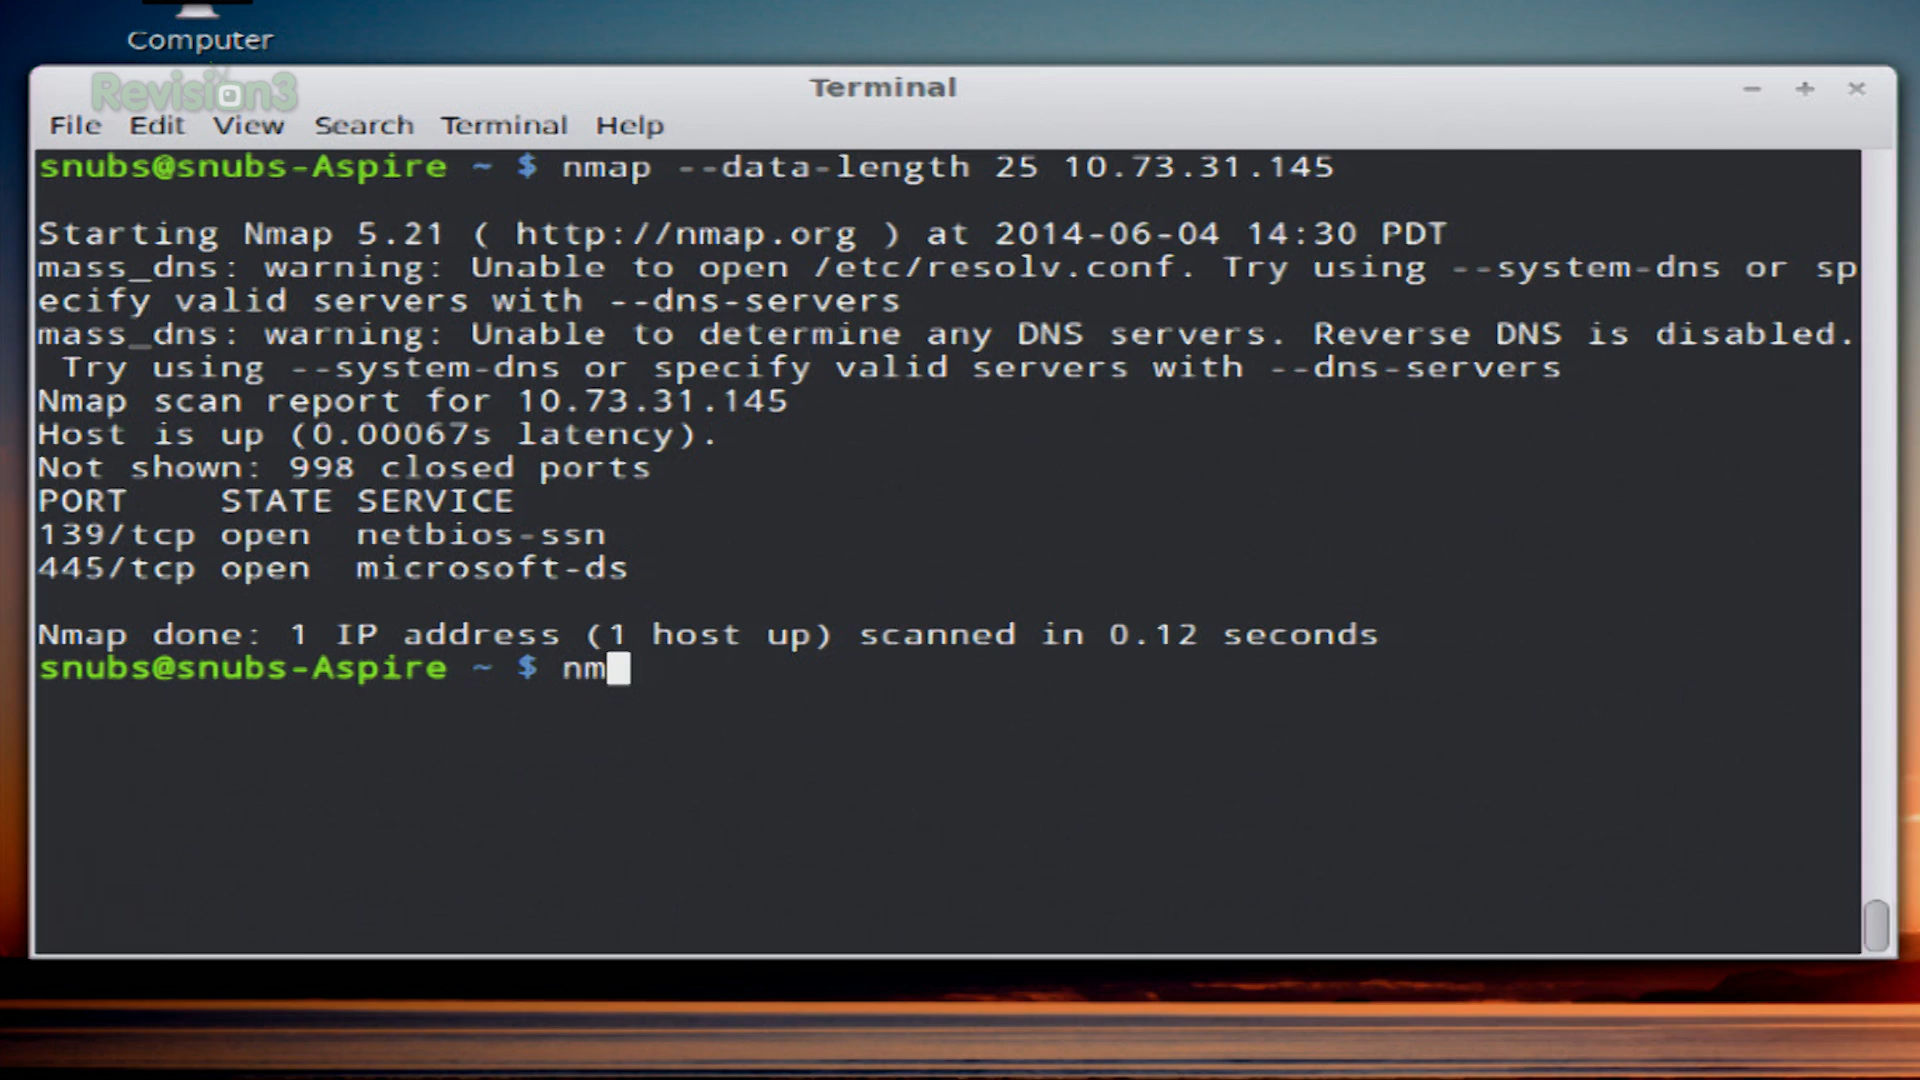 Computer
Revision3
Terminal
File Edit View Search Terminal Help
snubs@snubs-Aspire ~ $ nmap --data-length 25 10.73.31.145
Starting Nmap 5.21 ( http://nmap.org ) at 2014-06-04 14:30 PDT
mass_dns: warning: Unable to open /etc/resolv.conf. Try using --system-dns or sp
ecify valid servers with --dns-servers
mass_dns: warning: Unable to determine any DNS servers. Reverse DNS is disabled.
 Try using --system-dns or specify valid servers with --dns-servers
Nmap scan report for 10.73.31.145
Host is up (0.00067s latency).
Not shown: 998 closed ports
PORT    STATE SERVICE
139/tcp open  netbios-ssn
445/tcp open  microsoft-ds
Nmap done: 1 IP address (1 host up) scanned in 0.12 seconds
snubs@snubs-Aspire ~ $ nm